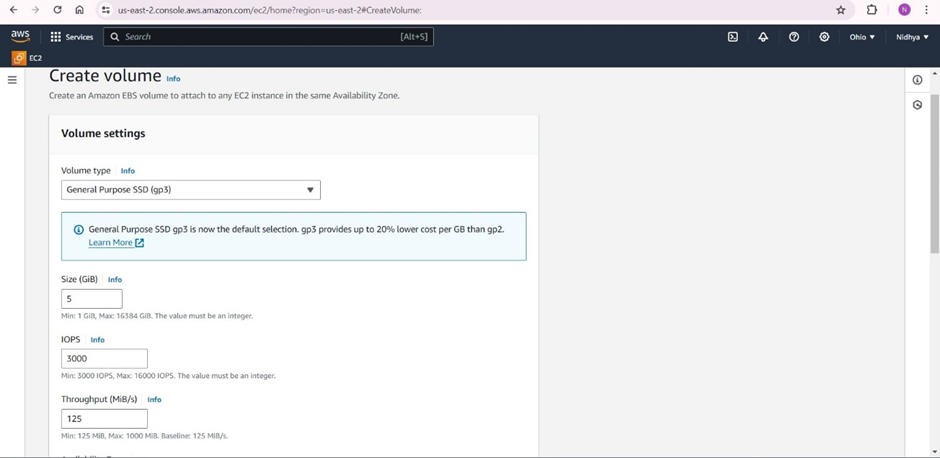 us-east-2.console.aws.amazon.com/ec2/home?region=us-east-2#CreateVolume:
N
aws
Services
Search
[Alt+S]
Ohio
Nidhya
EC2
Create volume Info
Create an Amazon EBS volume to attach to any EC2 instance in the same Availability Zone.
Volume settings
Volume type Info
General Purpose SSD (gp3)
General Purpose SSD gp3 is now the default selection. gp3 provides up to 20% lower cost per GB than gp2.
Learn More
Size (GiB) Info
5
Min: 1 GiB, Max: 16384 GiB. The value must be an integer.
IOPS Info
3000
Min: 3000 IOPS, Max: 16000 IOPS. The value must be an integer.
Throughput (MiB/s) Info
125
Min: 125 MiB, Max: 1000 MiB. Baseline: 125 MiB/s.